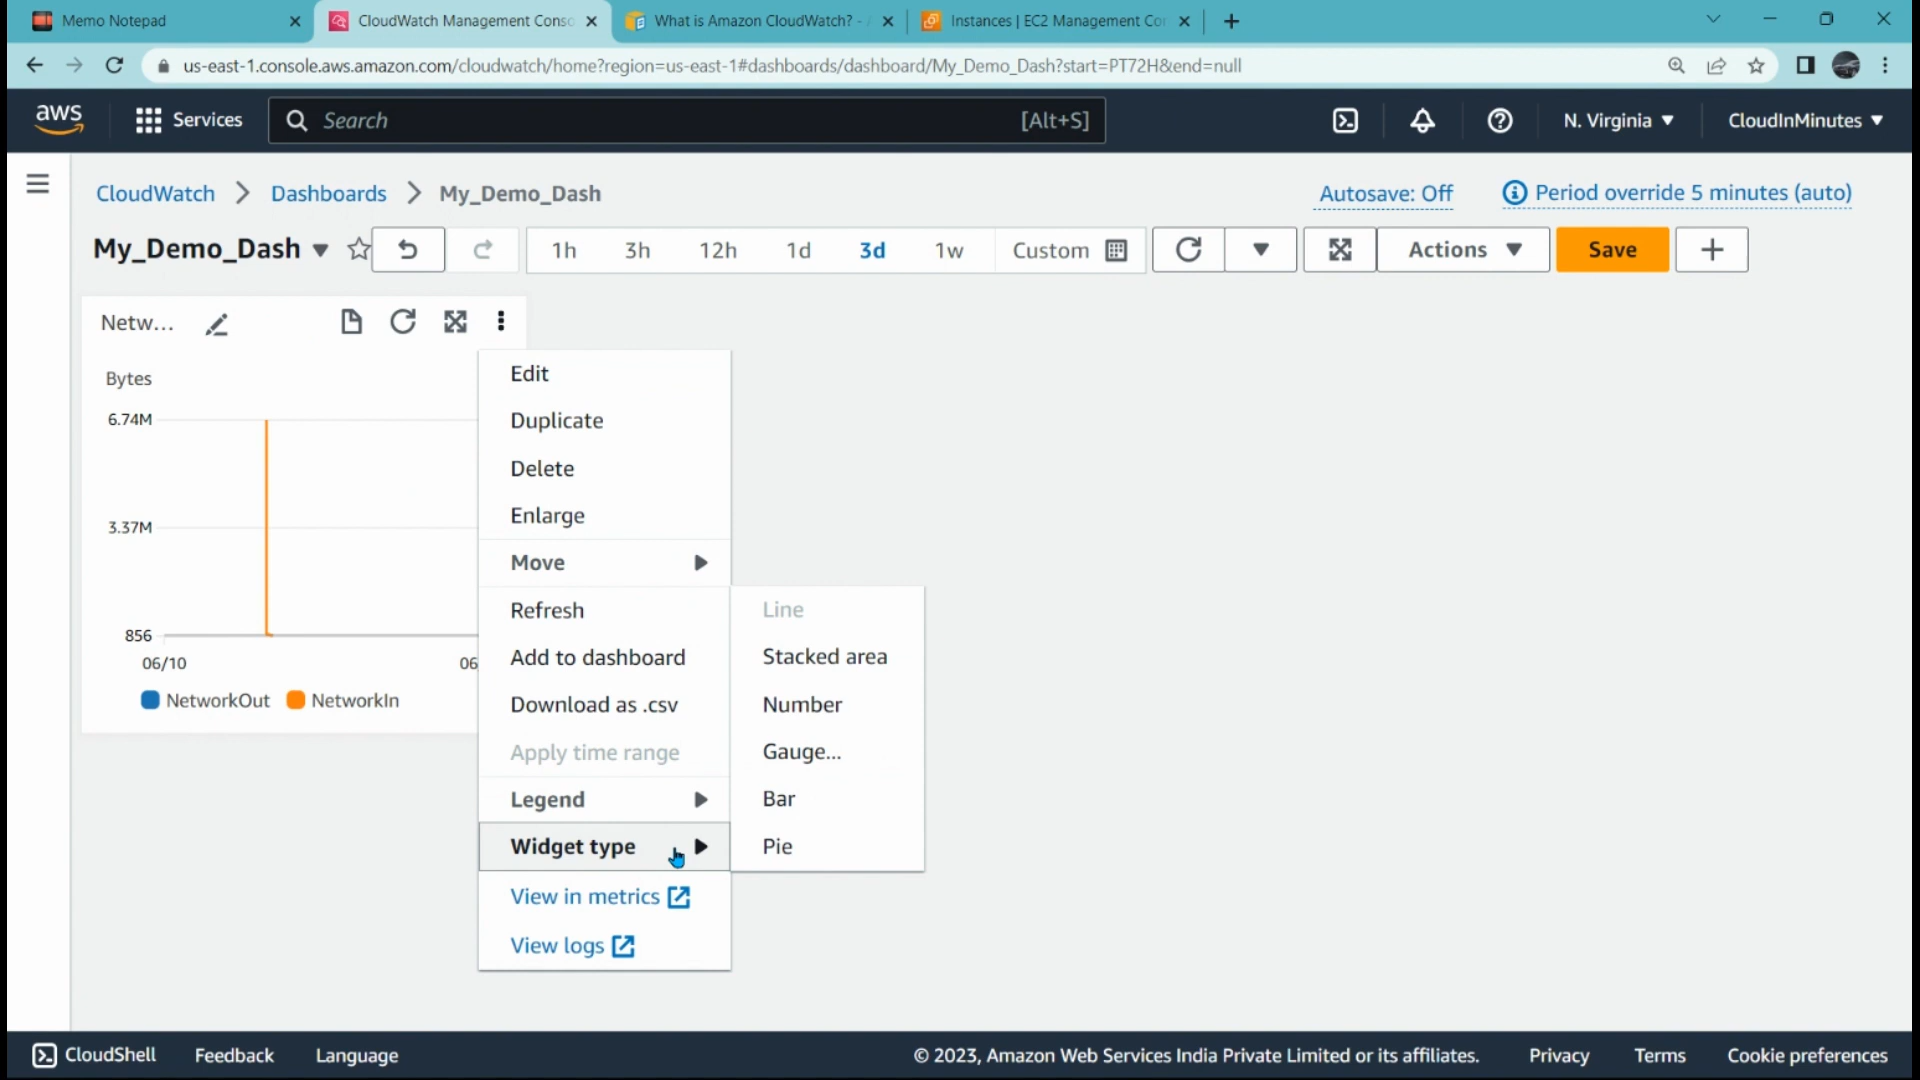 Memo Notepad
CloudWatch Management Conso
What is Amazon CloudWatch? - A
Instances | EC2 Management Con
us-east-1.console.aws.amazon.com/cloudwatch/home?region=us-east-1#dashboards/dashboard/My_Demo_Dash?start=PT72H&end=null
aws
Services
Search
[Alt+S]
N. Virginia
CloudInMinutes
CloudWatch
Dashboards
My_Demo_Dash
Autosave: Off
Period override 5 minutes (auto)
My_Demo_Dash
1h
3h
12h
1d
3d
1w
Custom
Actions
Save
Netw...
Bytes
6.74M
3.37M
856
06/10
06
NetworkOut
NetworkIn
Edit
Duplicate
Delete
Enlarge
Move
Refresh
Add to dashboard
Download as .csv
Apply time range
Legend
Widget type
View in metrics
View logs
Line
Stacked area
Number
Gauge...
Bar
Pie
CloudShell
Feedback
Language
© 2023, Amazon Web Services India Private Limited or its affiliates.
Privacy
Terms
Cookie preferences